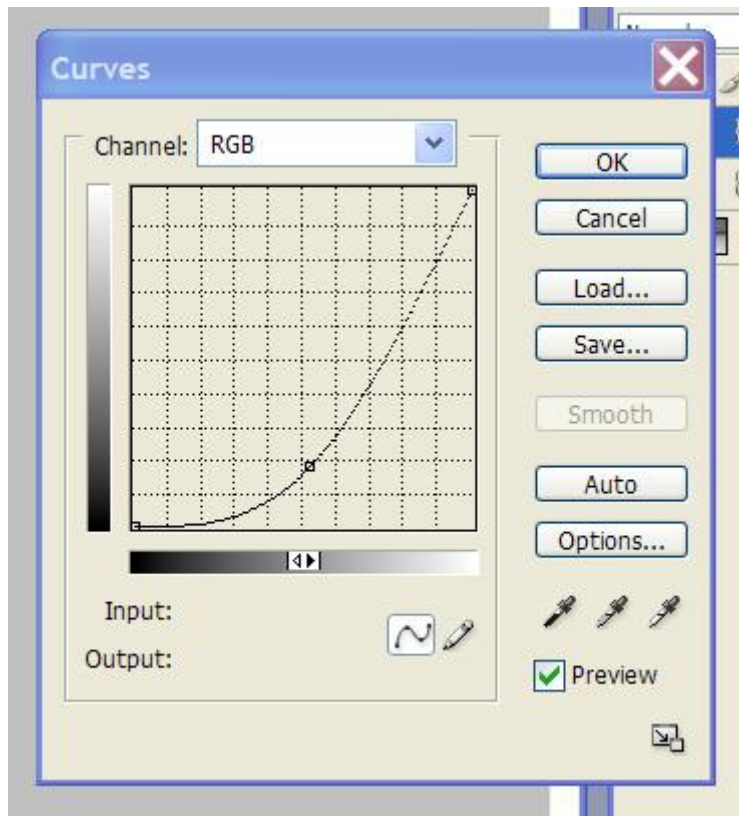 Curves
Channel: RGB
OK
Cancel
Load...
Save...
Smooth
Auto
Options...
Input:
Output:
Preview